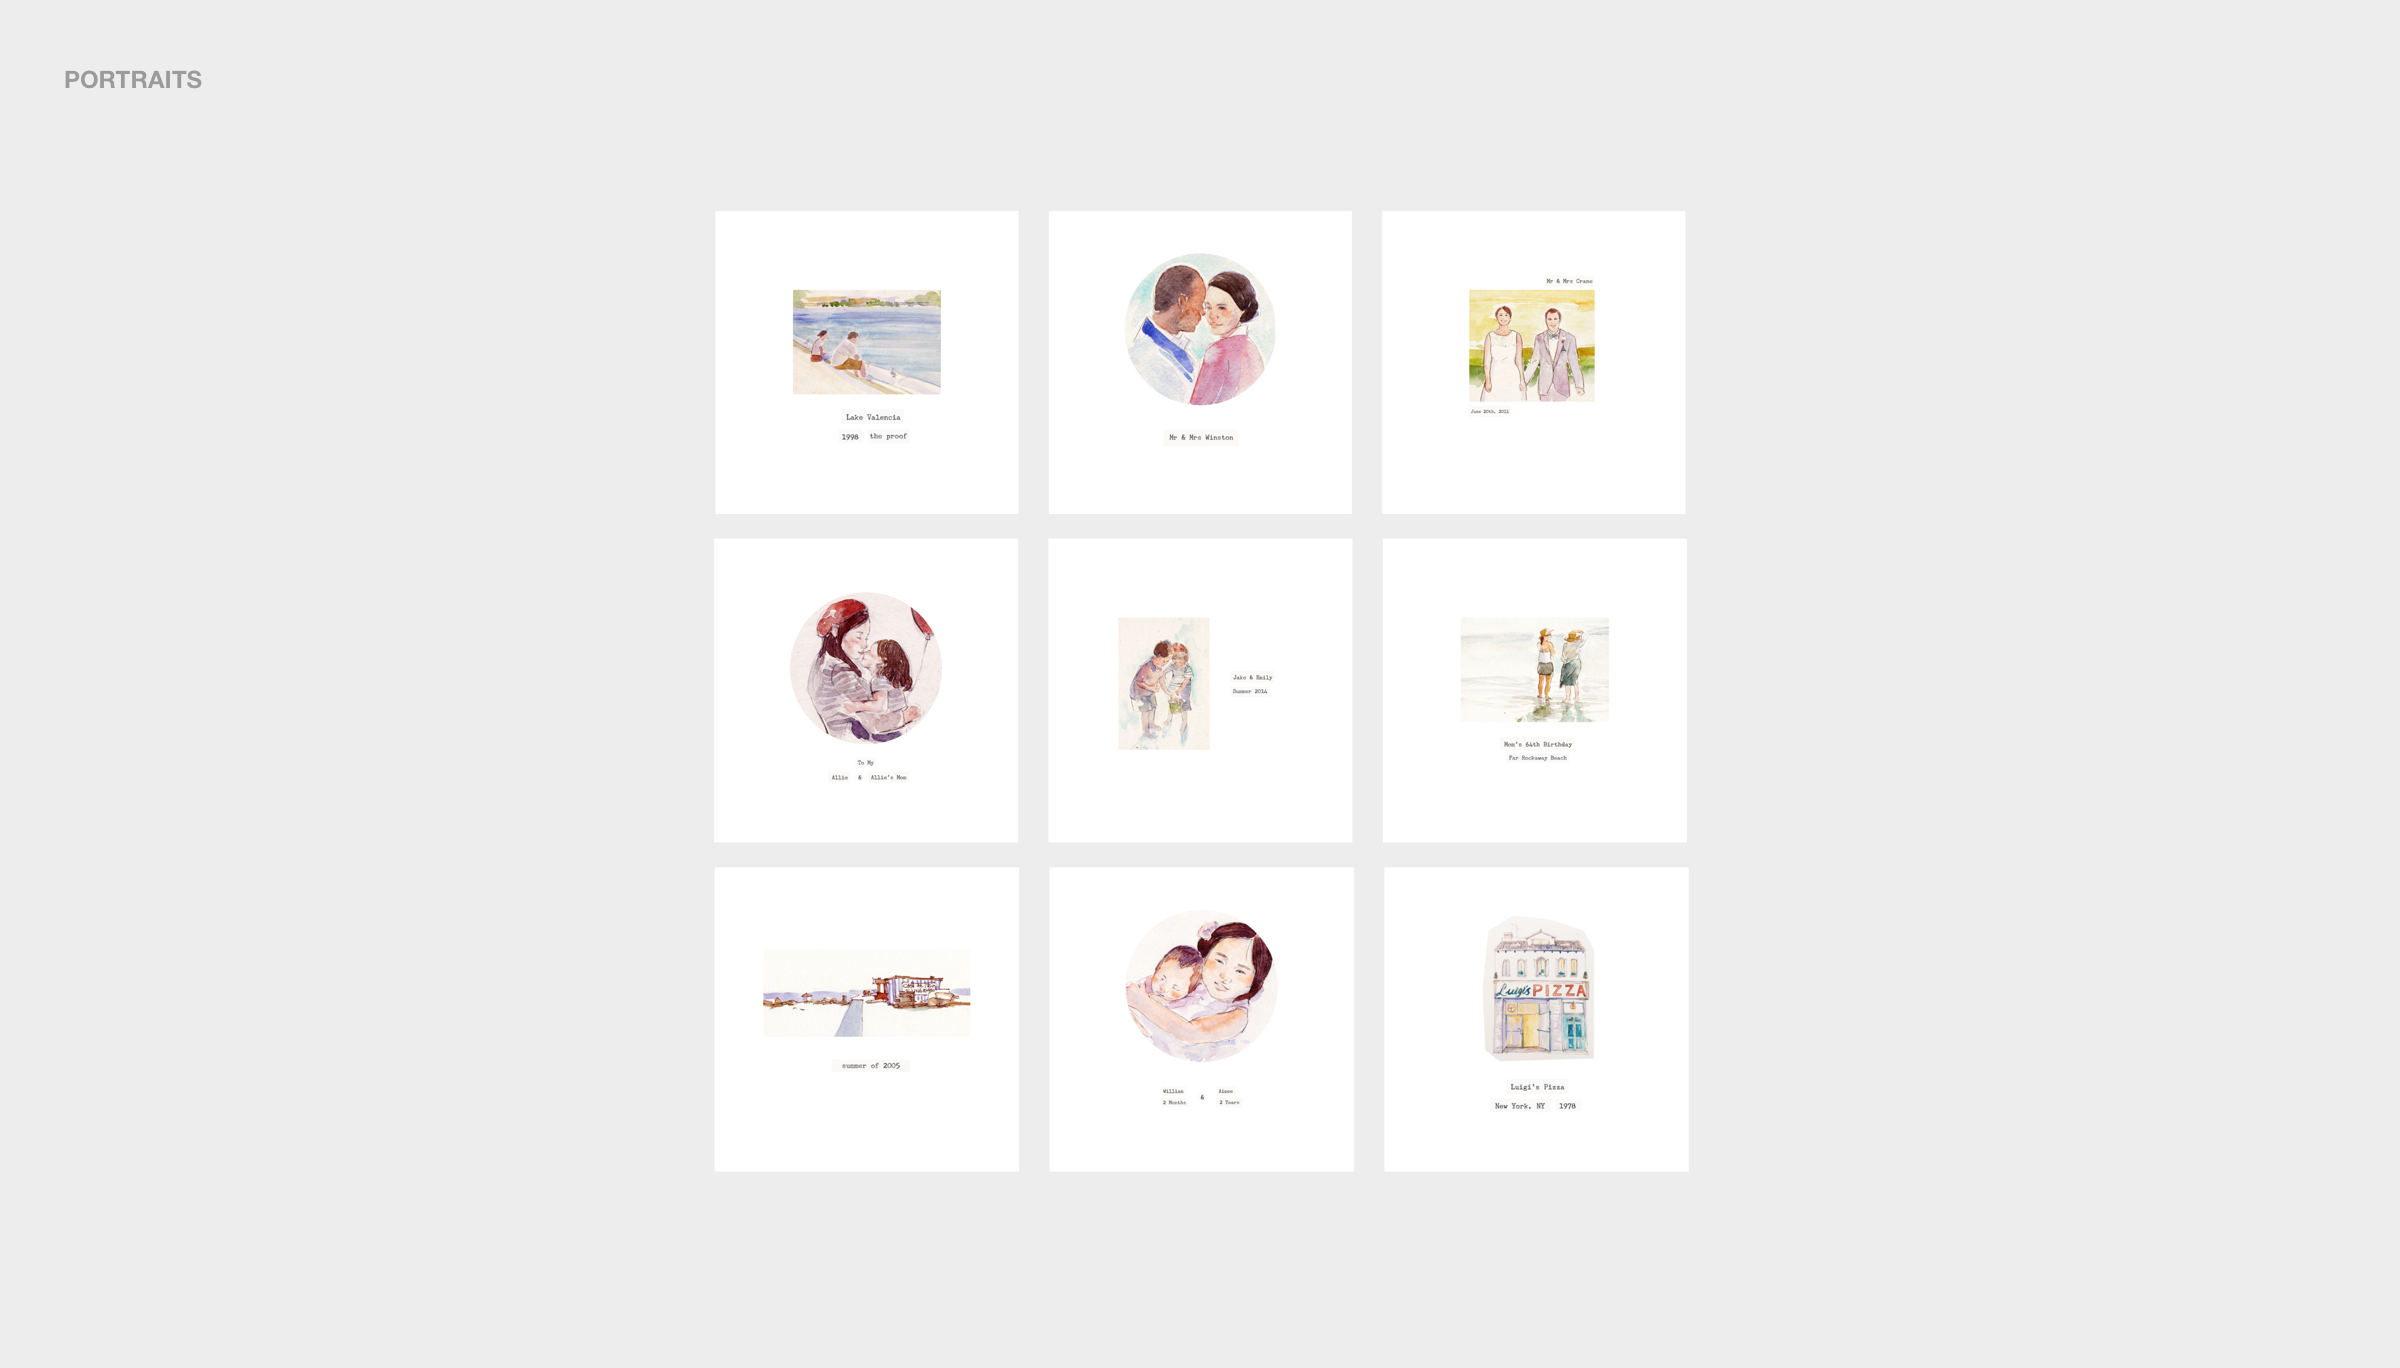 PORTRAITS
Lake Valencia
1998 the proof
Mr & Mrs Winston
Mr & Mrs Crane
June 20th, 2011
To My
Allie & Allie's Mom
Jake & Emily
Summer 2014
Mom's 64th Birthday
Far Rockaway Beach
summer of 2005
William
2 Months
&
2 Years
Luigi's PIZZA
Luigi's Pizza
New York, NY 1978